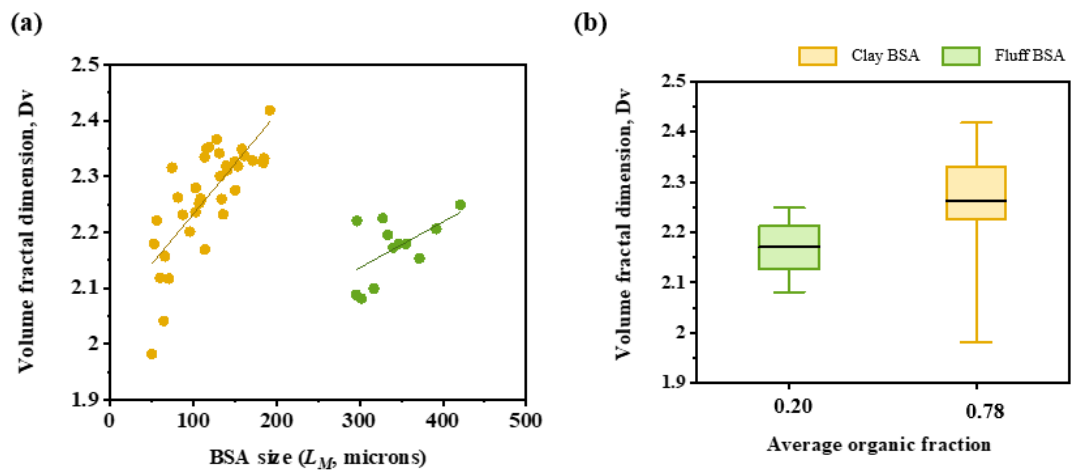 (a)
Volume fractal dimension, Dv
2.5
2.4
2.3
2.2
2.1
2
1.9
0 100 200 300 400 500
BSA size (L_M, microns)
(b)
Clay BSA Fluff BSA
Volume fractal dimension, Dv
2.5
2.4
2.3
2.2
2.1
2
1.9
0.20 0.78
Average organic fraction